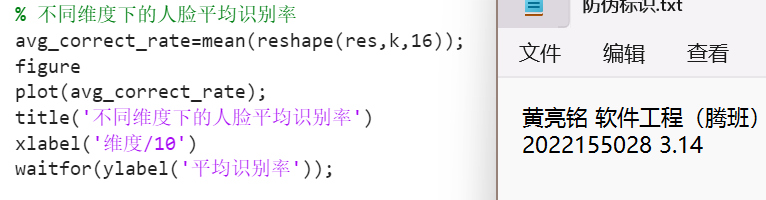 % 不同维度下的人脸平均识别率
avg_correct_rate=mean(reshape(res,k,16));
figure
plot(avg_correct_rate);
title('不同维度下的人脸平均识别率')
xlabel('维度/10')
waitfor(ylabel('平均识别率'));
防伪标识.txt
文件 编辑 查看
黄亮铭 软件工程（腾班）
2022155028 3.14